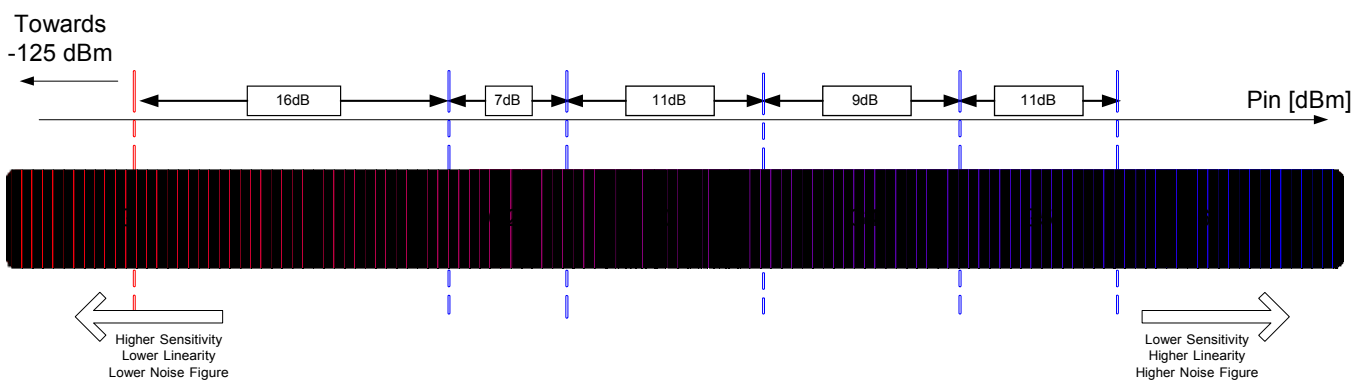 Towards
-125 dBm
16dB
7dB
11dB
9dB
11dB
Pin [dBm]
Higher Sensitivity
Lower Linearity
Lower Noise Figure
Lower Sensitivity
Higher Linearity
Higher Noise Figure